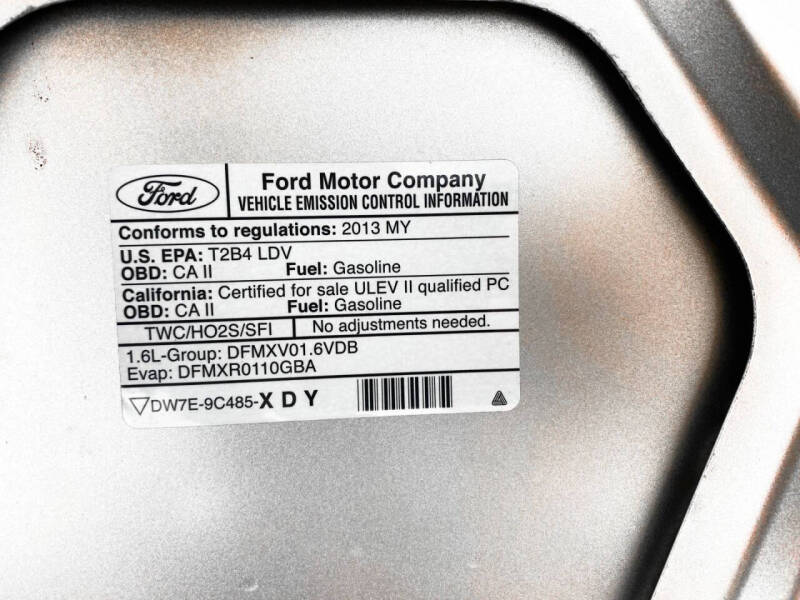 Ford
Ford Motor Company
VEHICLE EMISSION CONTROL INFORMATION
Conforms to regulations: 2013 MY
U.S. EPA: T2B4 LDV
OBD: CA II Fuel: Gasoline
California: Certified for sale ULEV II qualified PC
OBD: CA II Fuel: Gasoline
TWC/HO2S/SFI No adjustments needed.
1.6L-Group: DFMXV01.6VDB
Evap: DFMXR0110GBA
DW7E-9C485-XDY